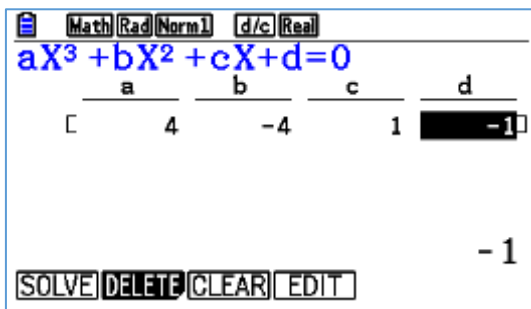 Math Rad Norm1 d/c Real
aX³ +bX² +cX+d=0
a b c d
[ 4 -4 1 -1 ]
-1
SOLVE DELETE CLEAR EDIT